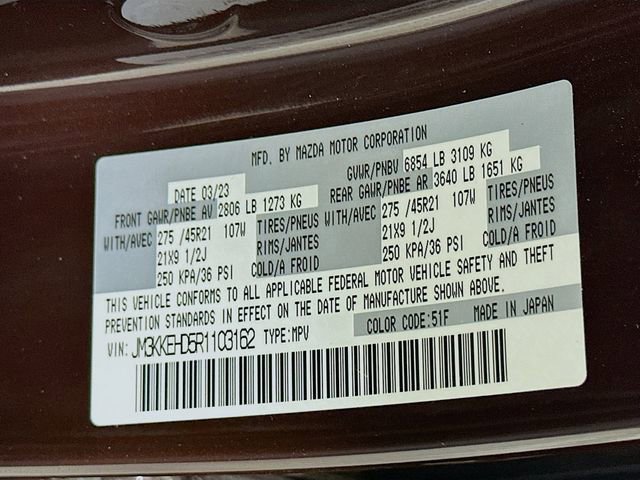 MFD. BY MAZDA MOTOR CORPORATION
DATE 03/23 GVWR/PNBV 6854 LB 3109 KG
FRONT GAWR/PNBE AV 2806 LB 1273 KG REAR GAWR/PNBE AR 3640 LB 1651 KG
WITH/AVEC 275 /45R21 107W TIRES/PNEUS WITH/AVEC 275 /45R21 107W TIRES/PNEUS
21X9 1/2J RIMS/JANTES 21X9 1/2J RIMS/JANTES
250 KPA/36 PSI COLD/A FROID 250 KPA/36 PSI COLD/A FROID
THIS VEHICLE CONFORMS TO ALL APPLICABLE FEDERAL MOTOR VEHICLE SAFETY AND THEFT
PREVENTION STANDARDS IN EFFECT ON THE DATE OF MANUFACTURE SHOWN ABOVE.
VIN: JM3KKEHD5R1103162 TYPE:MPV COLOR CODE:51F MADE IN JAPAN